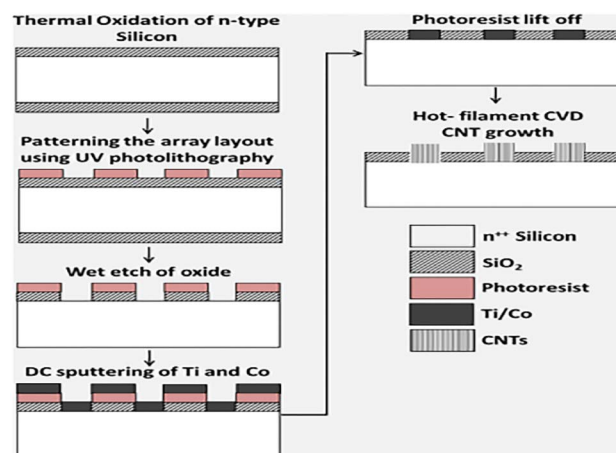 Thermal Oxidation of n-type
Silicon
Patterning the array layout
using UV photolithography
Wet etch of oxide
DC sputtering of Ti and Co
Photoresist lift off
Hot- filament CVD
CNT growth
n⁺⁺ Silicon
SiO₂
Photoresist
Ti/Co
CNTs